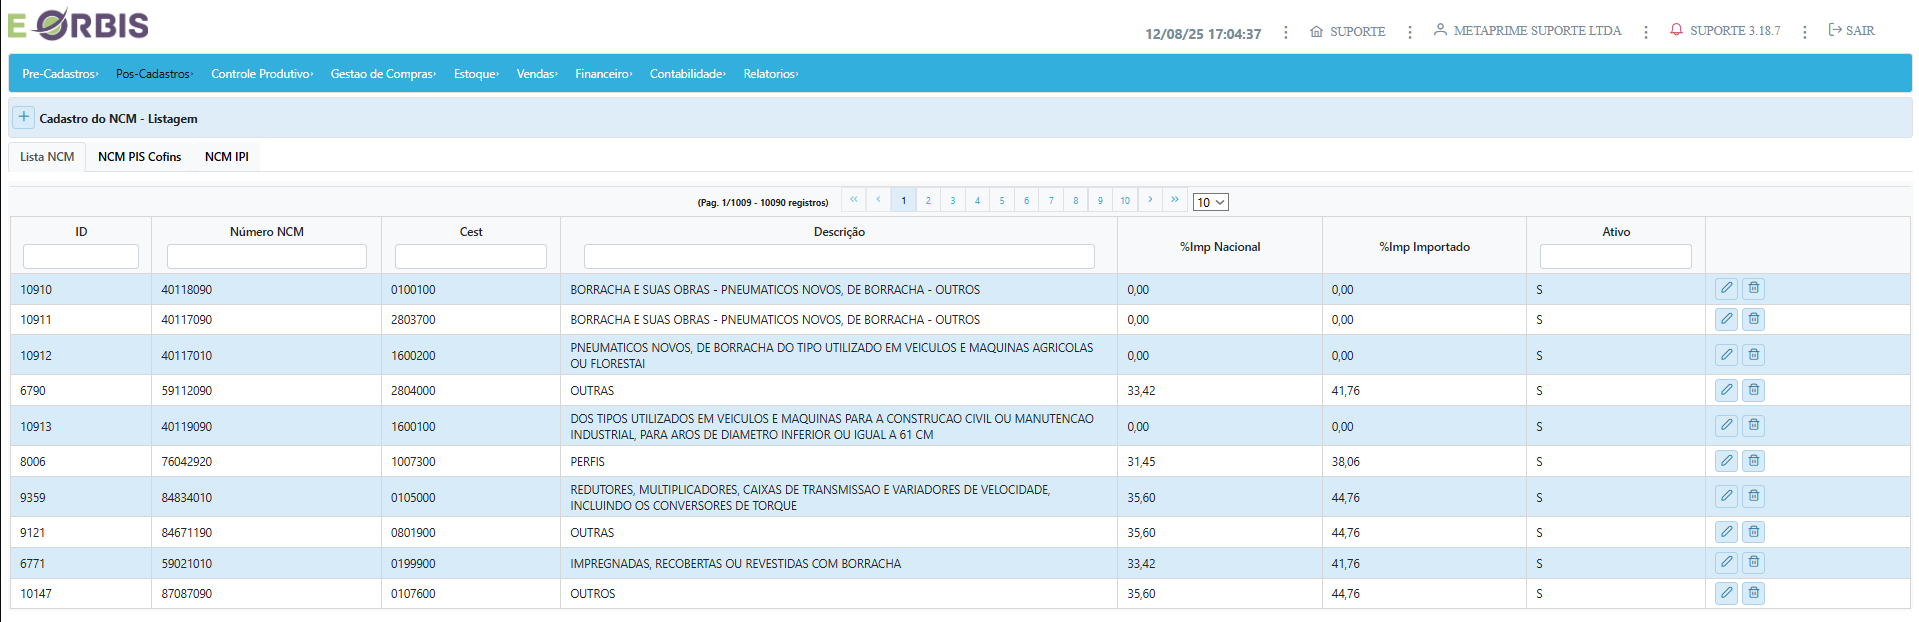 E ORBIS
12/08/25 17:04:37 SUPORTE METAPRIME SUPORTE LTDA SUPORTE 3.18.7 SAIR
Pre-Cadastros Pos-Cadastros Controle Produtivo Gestao de Compras Estoque Vendas Financeiro Contabilidade Relatorios
Cadastro do NCM - Listagem
Lista NCM NCM PIS Cofins NCM IPI
(Pag. 1/1009 - 10090 registros) 1 2 3 4 5 6 7 8 9 10 10
ID Número NCM Cest Descrição %Imp Nacional %Imp Importado Ativo
10910 40118090 0100100 BORRACHA E SUAS OBRAS - PNEUMATICOS NOVOS, DE BORRACHA - OUTROS 0,00 0,00 S
10911 40117090 2803700 BORRACHA E SUAS OBRAS - PNEUMATICOS NOVOS, DE BORRACHA - OUTROS 0,00 0,00 S
10912 40117010 1600200 PNEUMATICOS NOVOS, DE BORRACHA DO TIPO UTILIZADO EM VEICULOS E MAQUINAS AGRICOLAS
OU FLORESTAI 0,00 0,00 S
6790 59112090 2804000 OUTRAS 33,42 41,76 S
10913 40119090 1600100 DOS TIPOS UTILIZADOS EM VEICULOS E MAQUINAS PARA A CONSTRUCAO CIVIL OU MANUTENCAO
INDUSTRIAL, PARA AROS DE DIAMETRO INFERIOR OU IGUAL A 61 CM 0,00 0,00 S
8006 76042920 1007300 PERFIS 31,45 38,06 S
9359 84834010 0105000 REDUTORES, MULTIPLICADORES, CAIXAS DE TRANSMISSAO E VARIADORES DE VELOCIDADE,
INCLUINDO OS CONVERSORES DE TORQUE 35,60 44,76 S
9121 84671190 0801900 OUTRAS 35,60 44,76 S
6771 59021010 0199900 IMPREGNADAS, RECOBERTAS OU REVESTIDAS COM BORRACHA 33,42 41,76 S
10147 87087090 0107600 OUTROS 35,60 44,76 S